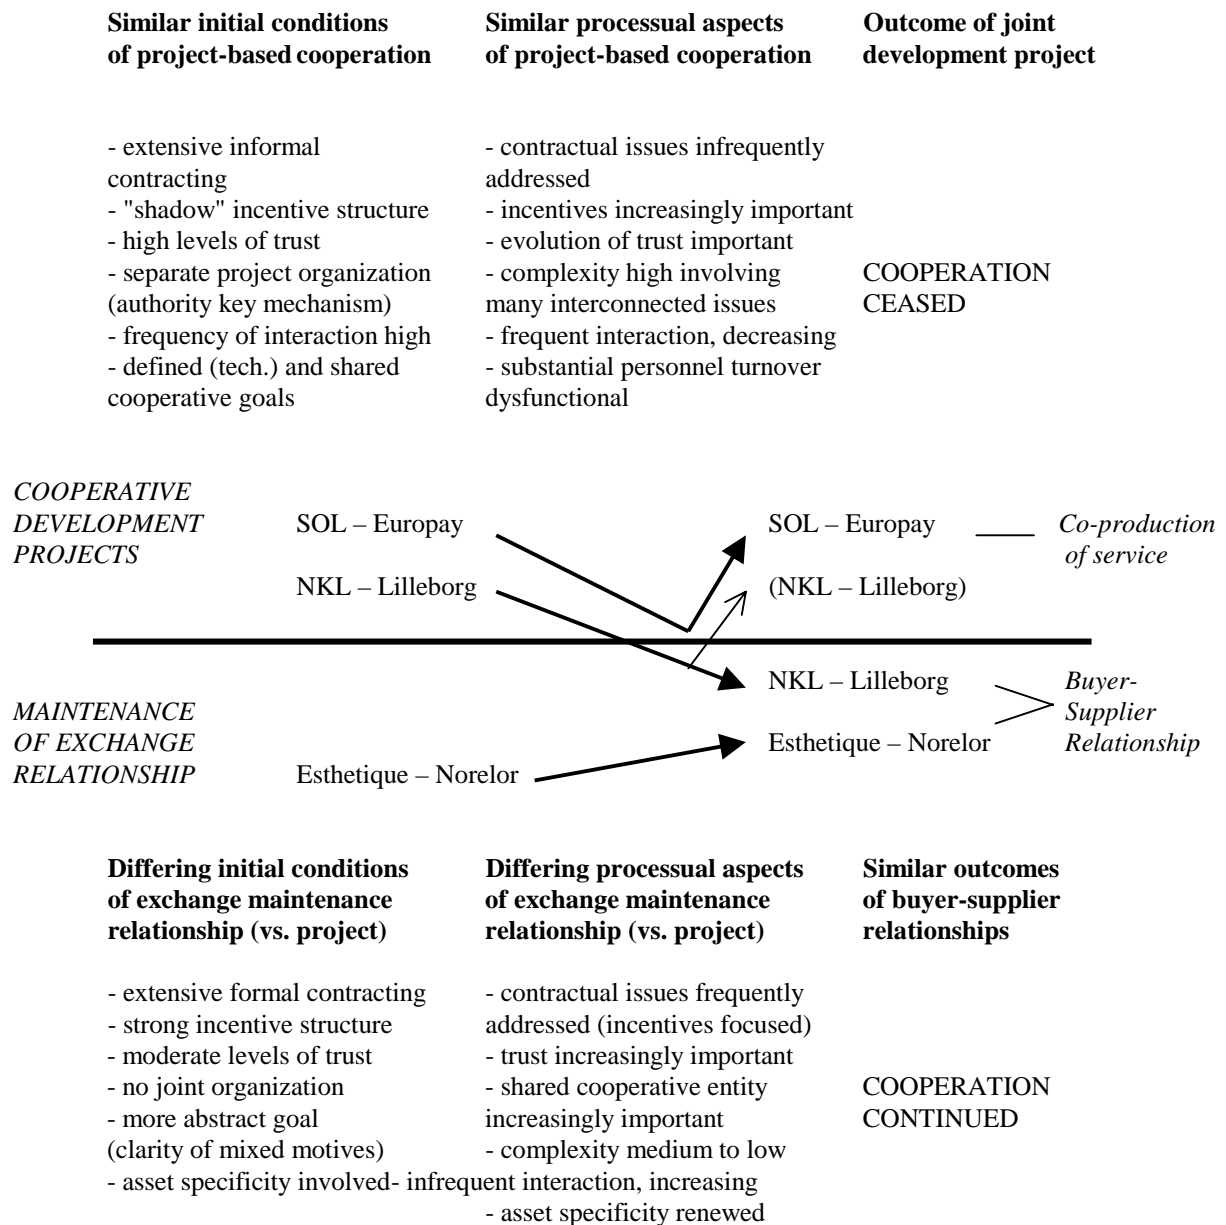 Similar initial conditions
of project-based cooperation
Similar processual aspects
of project-based cooperation
Outcome of joint
development project
- extensive informal
contracting
- "shadow" incentive structure
- high levels of trust
- separate project organization
(authority key mechanism)
- frequency of interaction high
- defined (tech.) and shared
cooperative goals
- contractual issues infrequently
addressed
- incentives increasingly important
- evolution of trust important
- complexity high involving
many interconnected issues
- frequent interaction, decreasing
- substantial personnel turnover
dysfunctional
COOPERATION
CEASED
COOPERATIVE
DEVELOPMENT
PROJECTS
SOL – Europay
NKL – Lilleborg
SOL – Europay
(NKL – Lilleborg)
Co-production
of service
MAINTENANCE
OF EXCHANGE
RELATIONSHIP
Esthetique – Norelor
NKL – Lilleborg
Esthetique – Norelor
Buyer-
Supplier
Relationship
Differing initial conditions
of exchange maintenance
relationship (vs. project)
Differing processual aspects
of exchange maintenance
relationship (vs. project)
Similar outcomes
of buyer-supplier
relationships
- extensive formal contracting
- strong incentive structure
- moderate levels of trust
- no joint organization
- more abstract goal
(clarity of mixed motives)
- asset specificity involved- infrequent interaction, increasing
- contractual issues frequently
addressed (incentives focused)
- trust increasingly important
- shared cooperative entity
increasingly important
- complexity medium to low
- asset specificity renewed
COOPERATION
CONTINUED